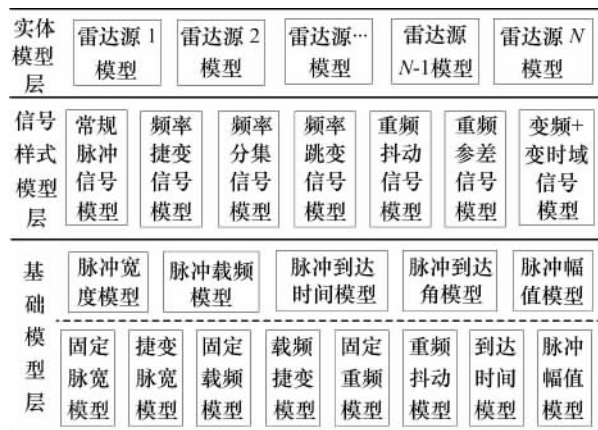 实体模型层
雷达源 1
模型
雷达源 2
模型
雷达源…
模型
雷达源
N-1模型
雷达源 N
模型
信号样式模型层
常规
脉冲
信号
模型
频率
捷变
信号
模型
频率
分集
信号
模型
频率
跳变
信号
模型
重频
抖动
信号
模型
重频
参差
信号
模型
变频+
变时域
信号
模型
基础模型层
脉冲宽
度模型
脉冲载频
模型
脉冲到达
时间模型
脉冲到达
角模型
脉冲幅
值模型
固定
脉宽
模型
捷变
脉宽
模型
固定
载频
模型
载频
捷变
模型
固定
重频
模型
重频
抖动
模型
到达
时间
模型
脉冲
幅值
模型